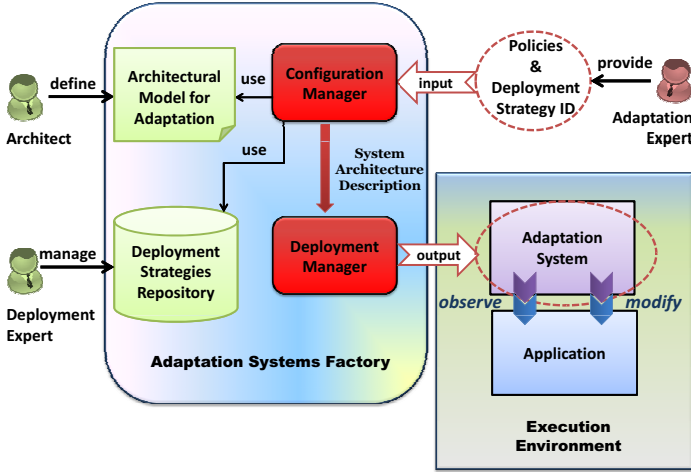 define
Architect
Architectural
Model for
Adaptation
use
Configuration
Manager
input
Policies
&
Deployment
Strategy ID
provide
Adaptation
Expert
use
System
Architecture
Description
manage
Deployment
Expert
Deployment
Strategies
Repository
Deployment
Manager
output
Adaptation
System
observe
modify
Application
Adaptation Systems Factory
Execution
Environment